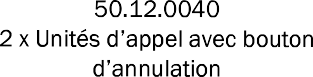 50.12.0040
2 x Unités d'appel avec bouton
d'annulation